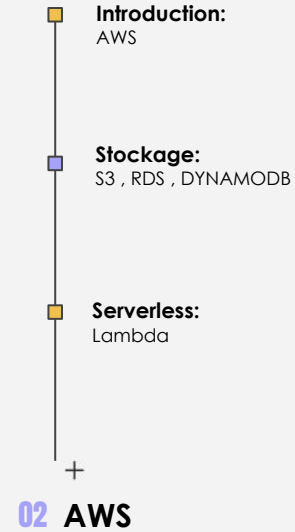 Introduction:
AWS
Stockage:
S3 , RDS , DYNAMODB
Serverless:
Lambda
02 AWS